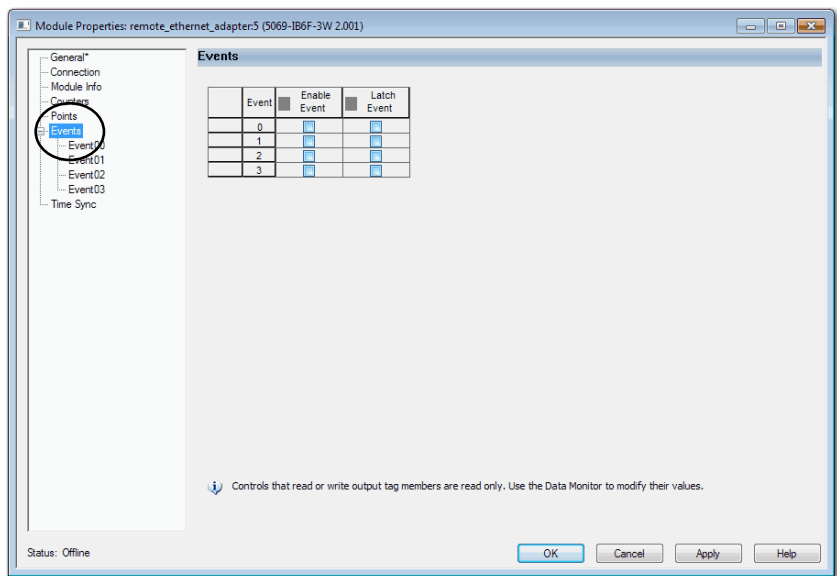 Module Properties: remote_ethernet_adapter:5 (5069-IB6F-3W 2.001)
General*
Connection
Module Info
Counters
Points
Events
Event00
Event01
Event02
Event03
Time Sync
Events
Event Enable Event Latch Event
0
1
2
3
Controls that read or write output tag members are read only. Use the Data Monitor to modify their values.
Status: Offline
OK Cancel Apply Help